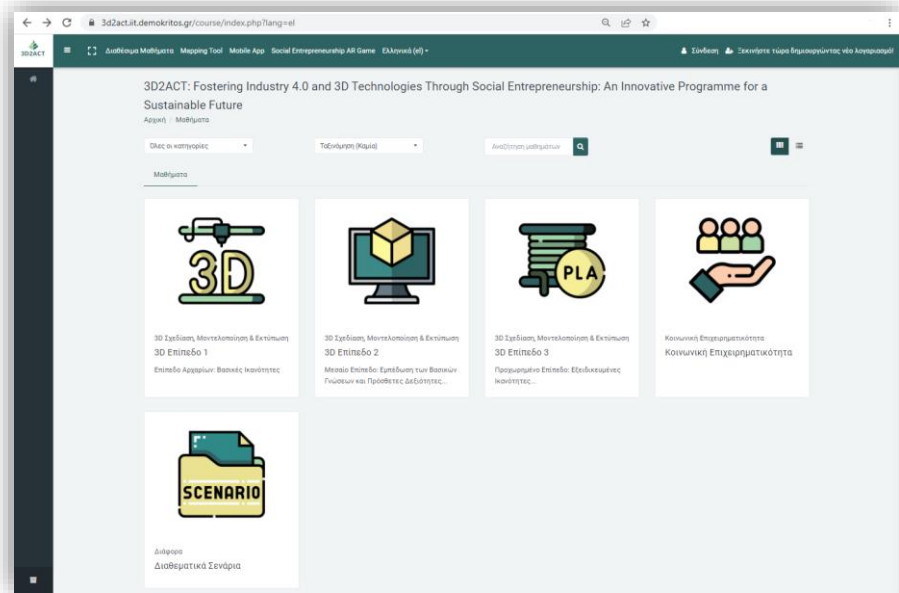 3d2act.iit.demokritos.gr/course/index.php?lang=el
3D2ACT
Διαθέσιμα Μαθήματα Mapping Tool Mobile App Social Entrepreneurship AR Game Ελληνικά (el)
Σύνδεση Ξεκινήστε τώρα δημιουργώντας νέο λογαριασμό!
3D2ACT: Fostering Industry 4.0 and 3D Technologies Through Social Entrepreneurship: An Innovative Programme for a
Sustainable Future
Αρχική Μαθήματα
Όλες οι κατηγορίες Ταξινόμηση (Καμία) Αναζήτηση μαθημάτων
Μαθήματα
3D
PLA
3D Σχεδίαση, Μοντελοποίηση & Εκτύπωση
3D Επίπεδο 1
Επίπεδο Αρχαρίων: Βασικές Ικανότητες
3D Σχεδίαση, Μοντελοποίηση & Εκτύπωση
3D Επίπεδο 2
Μεσαίο Επίπεδο: Εμπέδωση των Βασικών
Γνώσεων και Πρόσθετες Δεξιότητες...
3D Σχεδίαση, Μοντελοποίηση & Εκτύπωση
3D Επίπεδο 3
Προχωρημένο Επίπεδο: Εξειδικευμένες
Ικανότητες...
Κοινωνική Επιχειρηματικότητα
Κοινωνική Επιχειρηματικότητα
SCENARIO
Διάφορα
Διαθεματικά Σενάρια